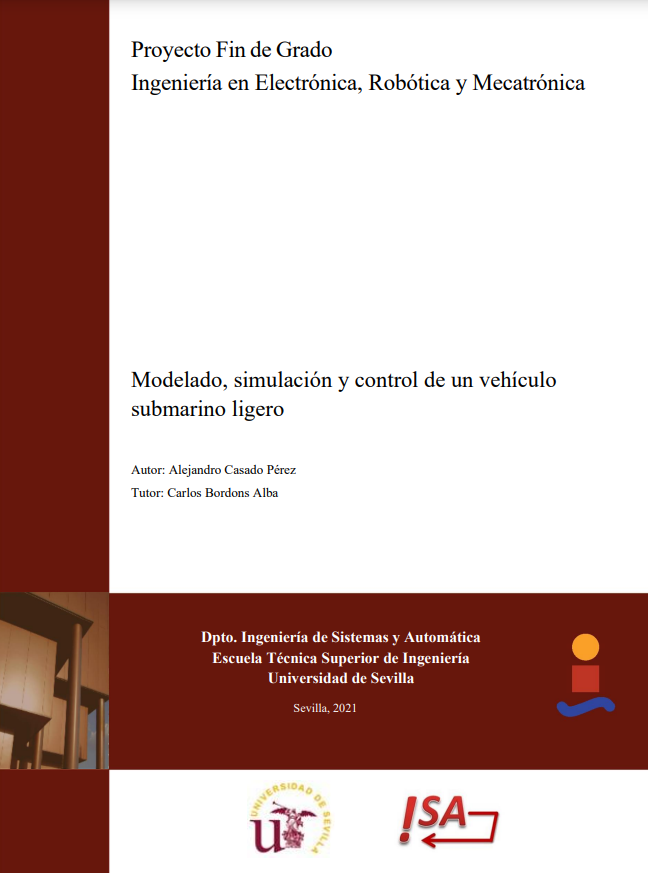 Proyecto Fin de Grado
Ingeniería en Electrónica, Robótica y Mecatrónica
Modelado, simulación y control de un vehículo
submarino ligero
Autor: Alejandro Casado Pérez
Tutor: Carlos Bordons Alba
Dpto. Ingeniería de Sistemas y Automática
Escuela Técnica Superior de Ingeniería
Universidad de Sevilla
Sevilla, 2021
UNIVERSIDAD DE SEVILLA
u
ISA